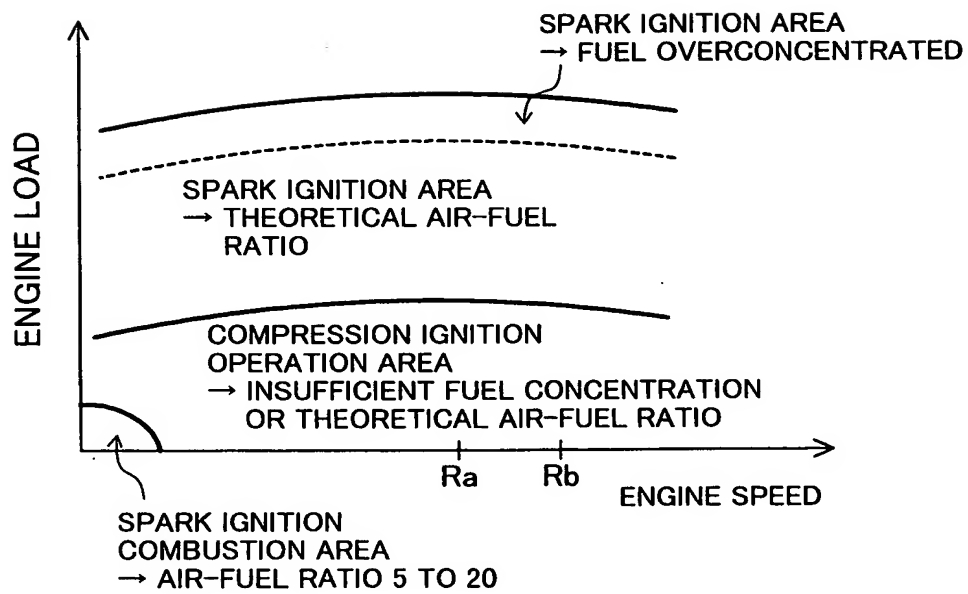 SPARK IGNITION AREA
→ FUEL OVERCONCENTRATED
ENGINE LOAD
SPARK IGNITION AREA
→ THEORETICAL AIR-FUEL
RATIO
COMPRESSION IGNITION
OPERATION AREA
→ INSUFFICIENT FUEL CONCENTRATION
OR THEORETICAL AIR-FUEL RATIO
Ra
Rb
ENGINE SPEED
SPARK IGNITION
COMBUSTION AREA
→ AIR-FUEL RATIO 5 TO 20